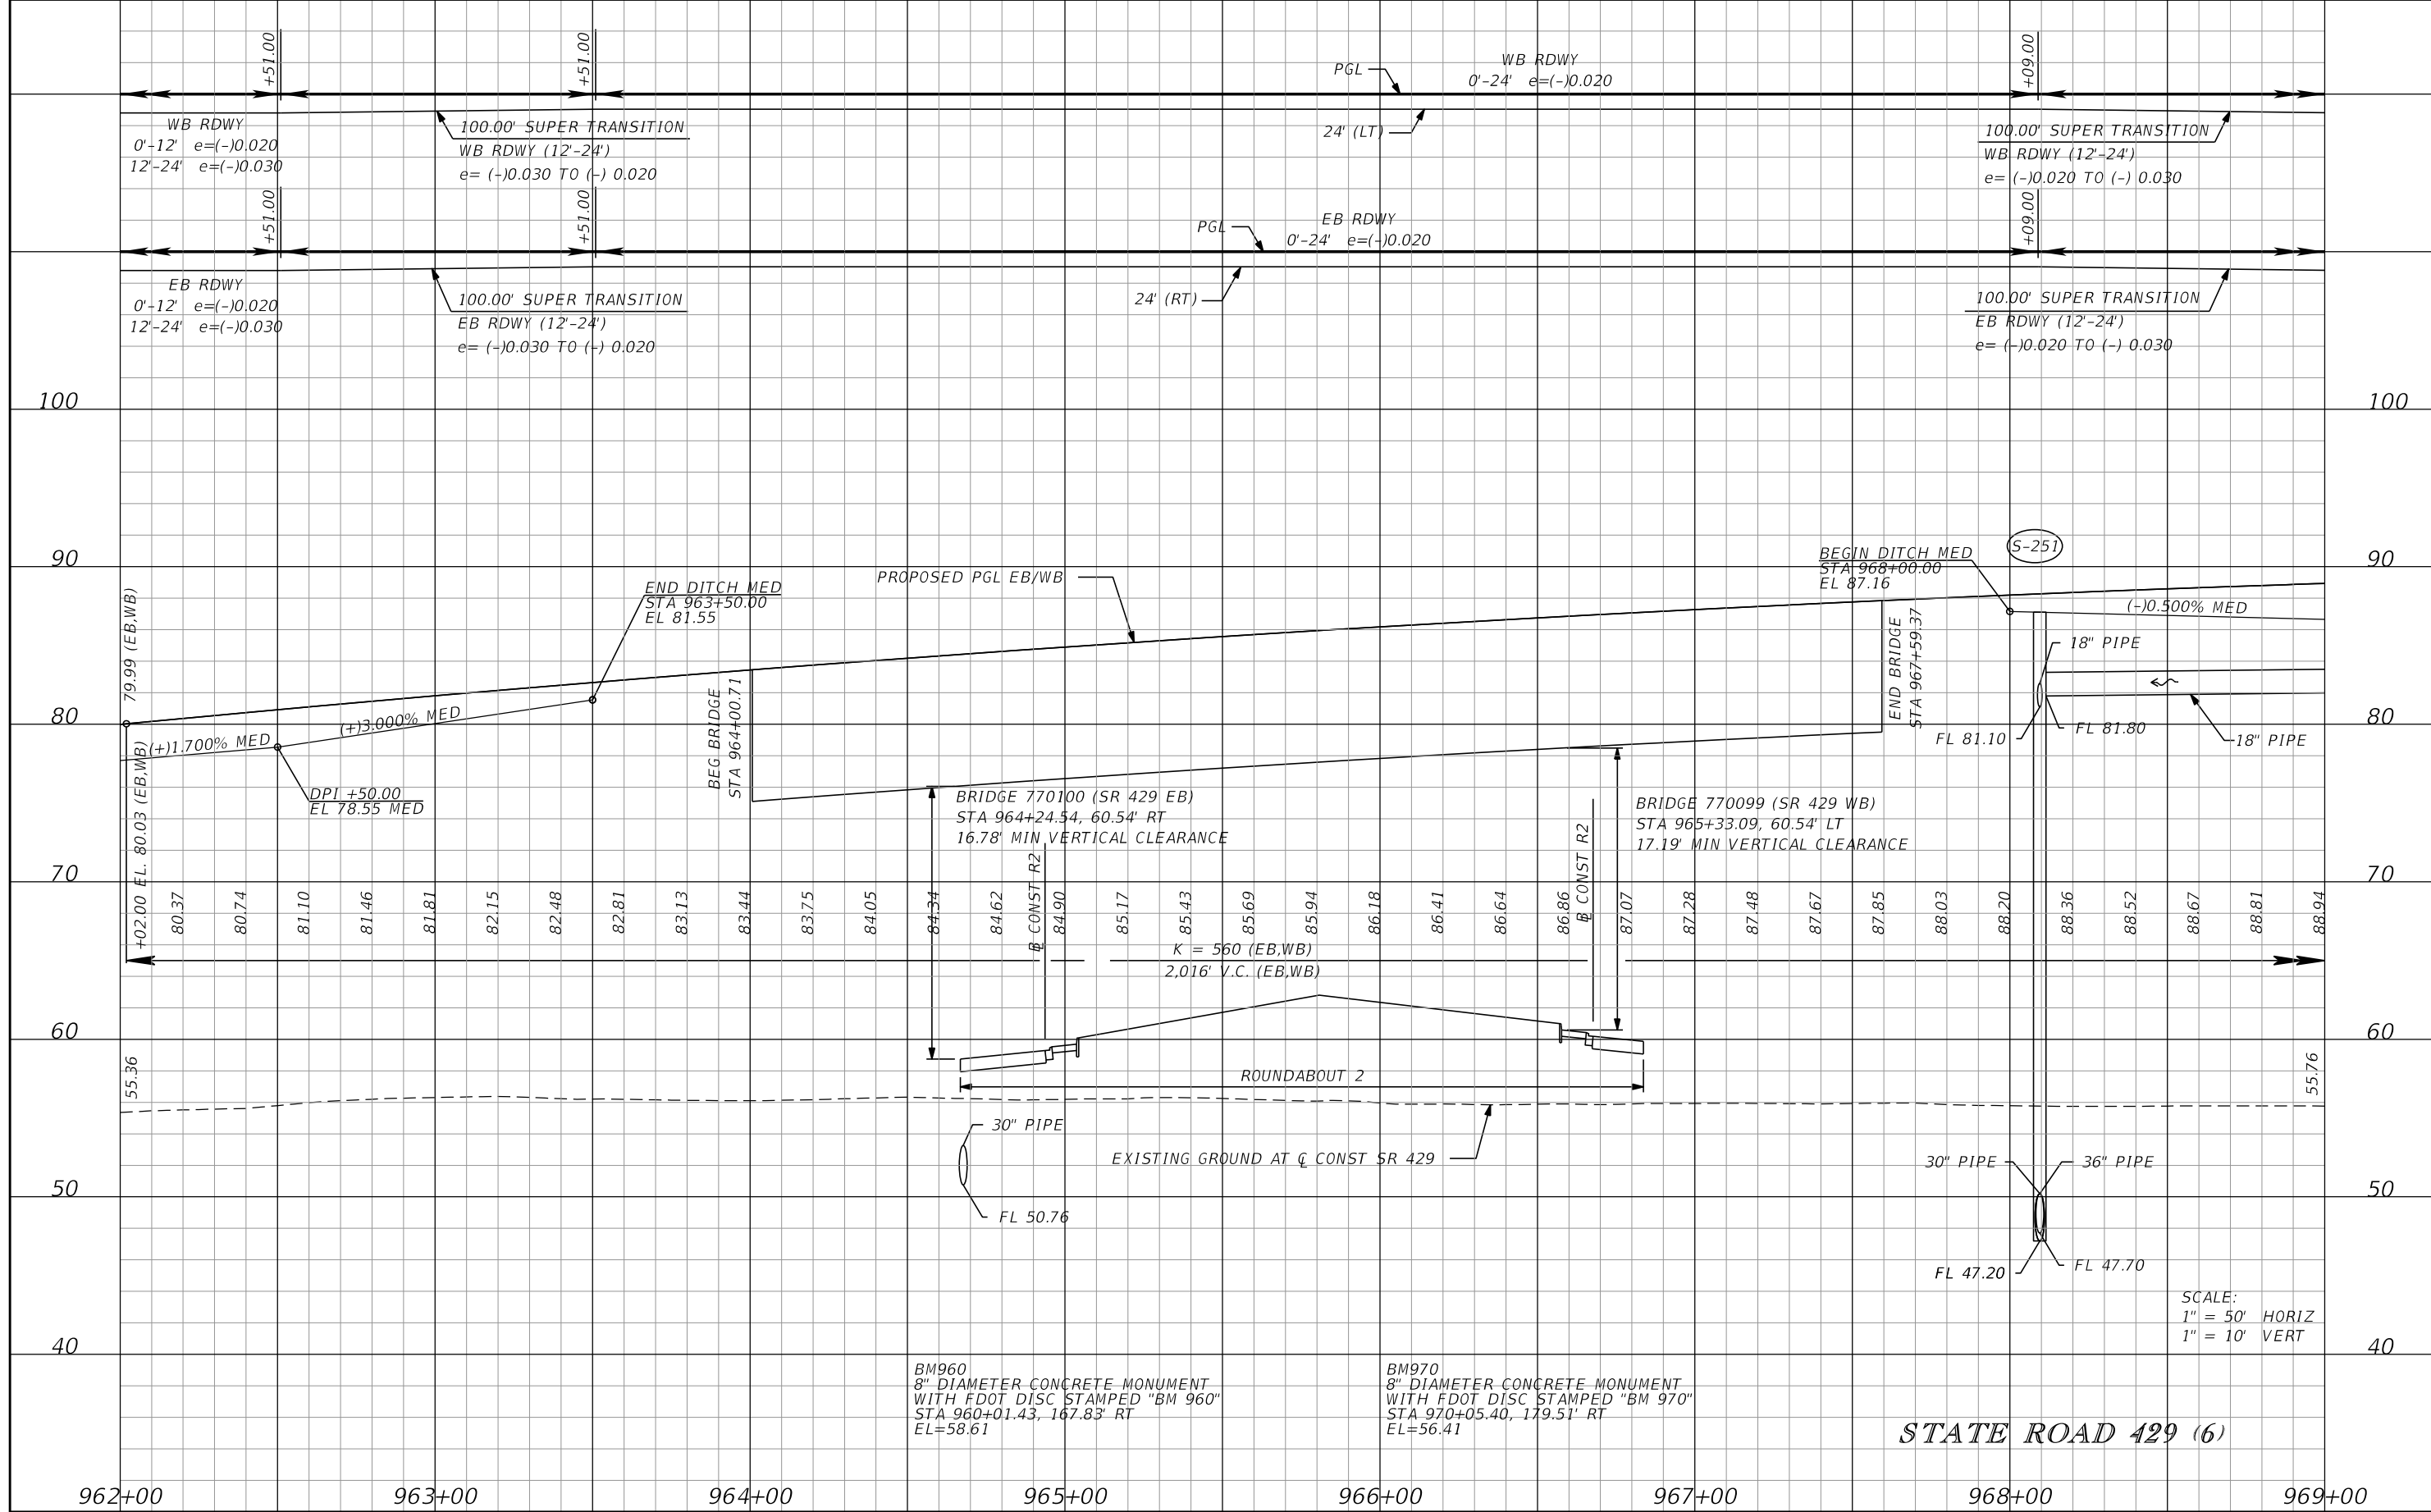 +51.00
+51.00
+09.00
PGL
WB RDWY
0'-24' e=(-)0.020
24' (LT)
WB RDWY
0'-12' e=(-)0.020
12'-24' e=(-)0.030
100.00' SUPER TRANSITION
WB RDWY (12'-24')
e= (-)0.030 TO (-) 0.020
100.00' SUPER TRANSITION
WB RDWY (12'-24')
e= (-)0.020 TO (-) 0.030
+51.00
+51.00
+09.00
PGL
EB RDWY
0'-24' e=(-)0.020
24' (RT)
EB RDWY
0'-12' e=(-)0.020
12'-24' e=(-)0.030
100.00' SUPER TRANSITION
EB RDWY (12'-24')
e= (-)0.030 TO (-) 0.020
100.00' SUPER TRANSITION
EB RDWY (12'-24')
e= (-)0.020 TO (-) 0.030
100
100
90
90
S-251
BEGIN DITCH MED
STA 968+00.00
EL 87.16
PROPOSED PGL EB/WB
END DITCH MED
STA 963+50.00
EL 81.55
79.99 (EB,WB)
(-)0.500% MED
18" PIPE
END BRIDGE
STA 967+59.37
BEG BRIDGE
STA 964+00.71
(+)3.000% MED
(+)1.700% MED
80
80
FL 81.10
FL 81.80
18" PIPE
DPI +50.00
EL 78.55 MED
+02.00 EL. 80.03 (EB,WB)
BRIDGE 770100 (SR 429 EB)
STA 964+24.54, 60.54' RT
16.78' MIN VERTICAL CLEARANCE
BRIDGE 770099 (SR 429 WB)
STA 965+33.09, 60.54' LT
17.19' MIN VERTICAL CLEARANCE
℄ CONST R2
℄ CONST R2
70
70
80.37
80.74
81.10
81.46
81.81
82.15
82.48
82.81
83.13
83.44
83.75
84.05
84.34
84.62
84.90
85.17
85.43
85.69
85.94
86.18
86.41
86.64
86.86
87.07
87.28
87.48
87.67
87.85
88.03
88.20
88.36
88.52
88.67
88.81
88.94
K = 560 (EB,WB)
2,016' V.C. (EB,WB)
60
60
55.36
55.76
ROUNDABOUT 2
30" PIPE
EXISTING GROUND AT ℄ CONST SR 429
FL 50.76
50
50
30" PIPE
36" PIPE
FL 47.20
FL 47.70
SCALE:
1" = 50' HORIZ
1" = 10' VERT
40
40
BM960
8" DIAMETER CONCRETE MONUMENT
WITH FDOT DISC STAMPED "BM 960"
STA 960+01.43, 167.83' RT
EL=58.61
BM970
8" DIAMETER CONCRETE MONUMENT
WITH FDOT DISC STAMPED "BM 970"
STA 970+05.40, 179.51' RT
EL=56.41
STATE ROAD 429 (6)
962+00
963+00
964+00
965+00
966+00
967+00
968+00
969+00